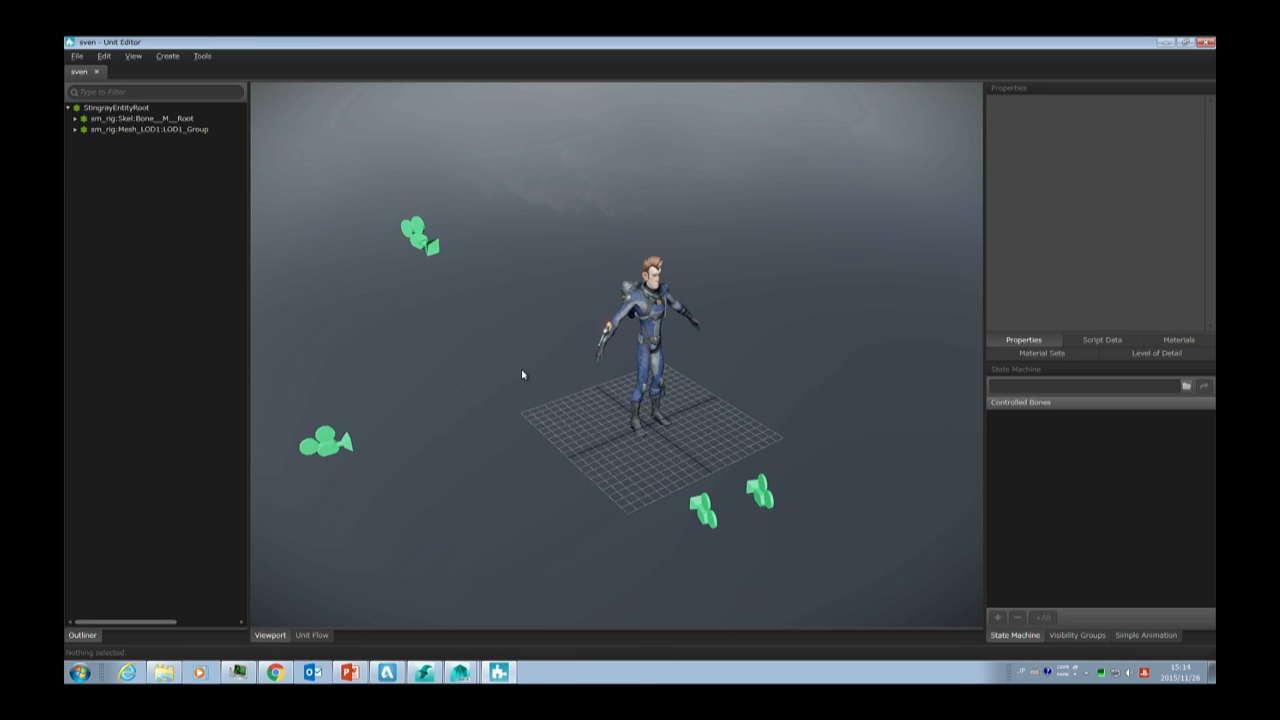 sven - Unit Editor
File Edit View Create Tools
sven ×
Type to Filter
StingrayEntityRoot
sm_rig:Skel:Bone__M__Root
sm_rig:Mesh_LOD1:LOD1_Group
Outliner
Nothing selected.
Viewport Unit Flow
Properties
Properties Script Data Materials
Material Sets Level of Detail
State Machine
Controlled Bones
+All
State Machine Visibility Groups Simple Animation
JP
15:14
2015/11/26